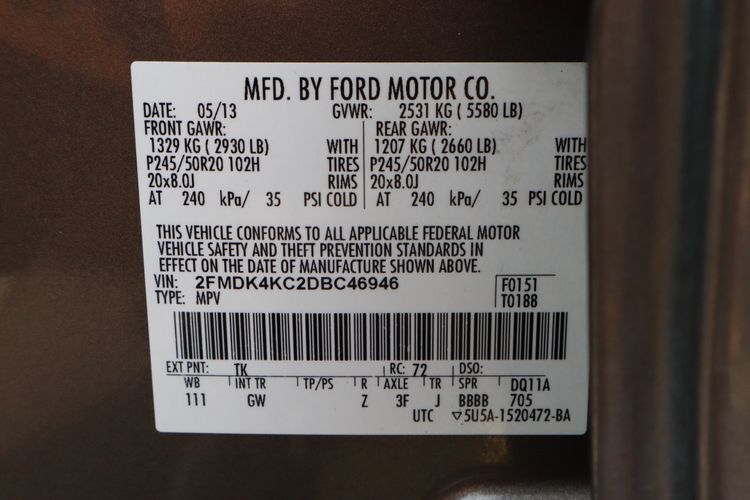 MFD. BY FORD MOTOR CO.
DATE: 05/13 GVWR: 2531 KG ( 5580 LB)
FRONT GAWR: REAR GAWR:
1329 KG ( 2930 LB) WITH 1207 KG ( 2660 LB) WITH
P245/50R20 102H TIRES P245/50R20 102H TIRES
20x8.0J RIMS 20x8.0J RIMS
AT 240 kPa/ 35 PSI COLD AT 240 kPa/ 35 PSI COLD
THIS VEHICLE CONFORMS TO ALL APPLICABLE FEDERAL MOTOR
VEHICLE SAFETY AND THEFT PREVENTION STANDARDS IN
EFFECT ON THE DATE OF MANUFACTURE SHOWN ABOVE.
VIN: 2FMDK4KC2DBC46946 F0151
TYPE: MPV T0188
EXT PNT: TK RC: 72 DSO:
WB INT TR TP/PS R AXLE TR SPR DQ11A
111 GW Z 3F J BBBB 705
UTC ▽5U5A-1520472-BA